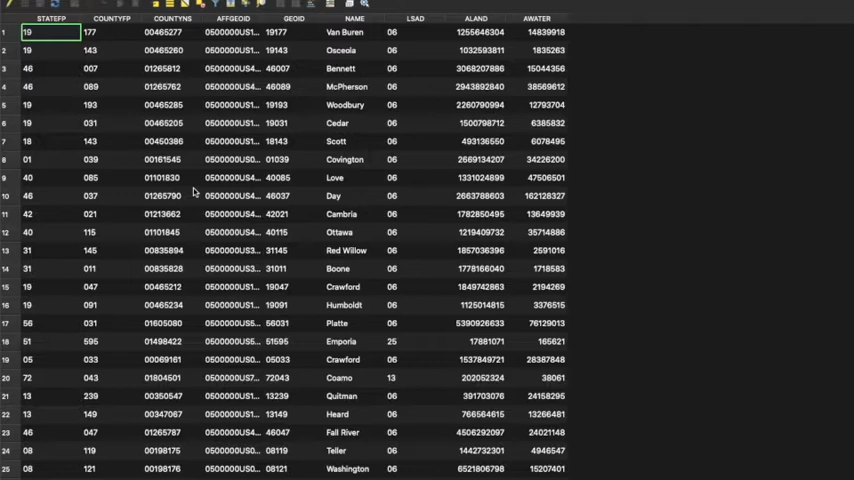 STATEFP COUNTYFP COUNTYNS AFFGEOID GEOID NAME LSAD ALAND AWATER
1 19 177 00465277 0500000US1... 19177 Van Buren 06 1255646304 14839918
2 19 143 00465260 0500000US1... 19143 Osceola 06 1032593811 1835263
3 46 007 01265812 0500000US4... 46007 Bennett 06 3068207886 15044356
4 46 089 01265762 0500000US4... 46089 McPherson 06 2943892840 38569612
5 19 193 00465285 0500000US1... 19193 Woodbury 06 2260790994 12793704
6 19 031 00465205 0500000US1... 19031 Cedar 06 1500798712 6385832
7 18 143 00450386 0500000US1... 18143 Scott 06 493136550 6078495
8 01 039 00161545 0500000US0... 01039 Covington 06 2669134207 34226200
9 40 085 01101830 0500000US4... 40085 Love 06 1331024899 47506501
10 46 037 01265790 0500000US4... 46037 Day 06 2663788603 162128327
11 42 021 01213662 0500000US4... 42021 Cambria 06 1782850495 13649939
12 40 115 01101845 0500000US4... 40115 Ottawa 06 1219409732 35714886
13 31 145 00835894 0500000US3... 31145 Red Willow 06 1857036396 2591016
14 31 011 00835828 0500000US3... 31011 Boone 06 1778166040 1718583
15 19 047 00465212 0500000US1... 19047 Crawford 06 1849742863 2194269
16 19 091 00465234 0500000US1... 19091 Humboldt 06 1125014815 3376515
17 56 031 01605080 0500000US5... 56031 Platte 06 5390926633 76129013
18 51 595 01498422 0500000US5... 51595 Emporia 25 17881071 165621
19 05 033 00069161 0500000US0... 05033 Crawford 06 1537849721 28387848
20 72 043 01804501 0500000US7... 72043 Coamo 13 202052324 38061
21 13 239 00350547 0500000US1... 13239 Quitman 06 391703076 24158295
22 13 149 00347067 0500000US1... 13149 Heard 06 766564615 13266481
23 46 047 01265787 0500000US4... 46047 Fall River 06 4506292097 24021148
24 08 119 00198175 0500000US0... 08119 Teller 06 1442732301 4946547
25 08 121 00198176 0500000US0... 08121 Washington 06 6521806798 15207401